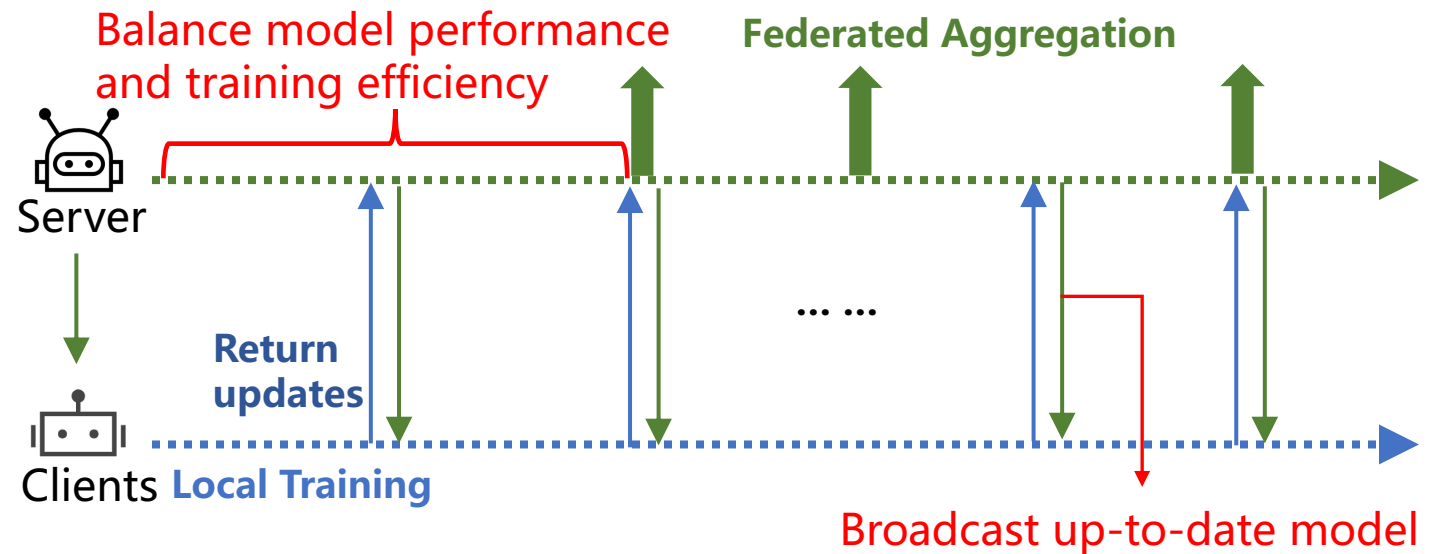 Balance model performance
and training efficiency
Federated Aggregation
Server
... ...
Return
updates
Clients
Local Training
Broadcast up-to-date model